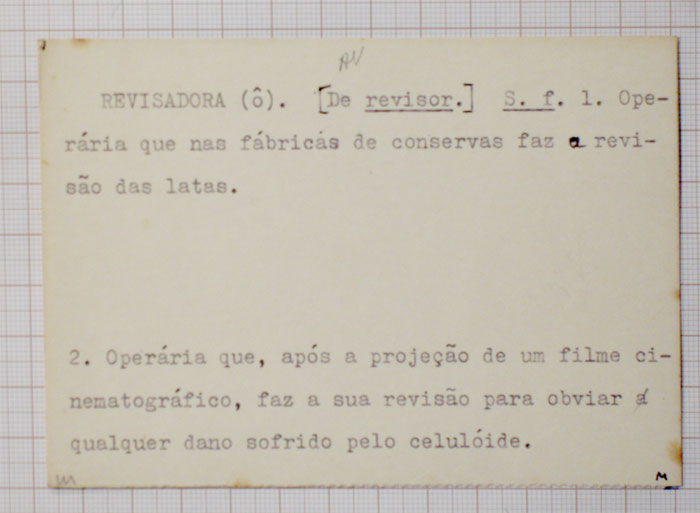 AV
REVISADORA (ô). [De revisor.] S. f. 1. Ope-
rária que nas fábricas de conservas faz a revi-
são das latas.
2. Operária que, após a projeção de um filme ci-
nematográfico, faz a sua revisão para obviar a
qualquer dano sofrido pelo celulóide.
M